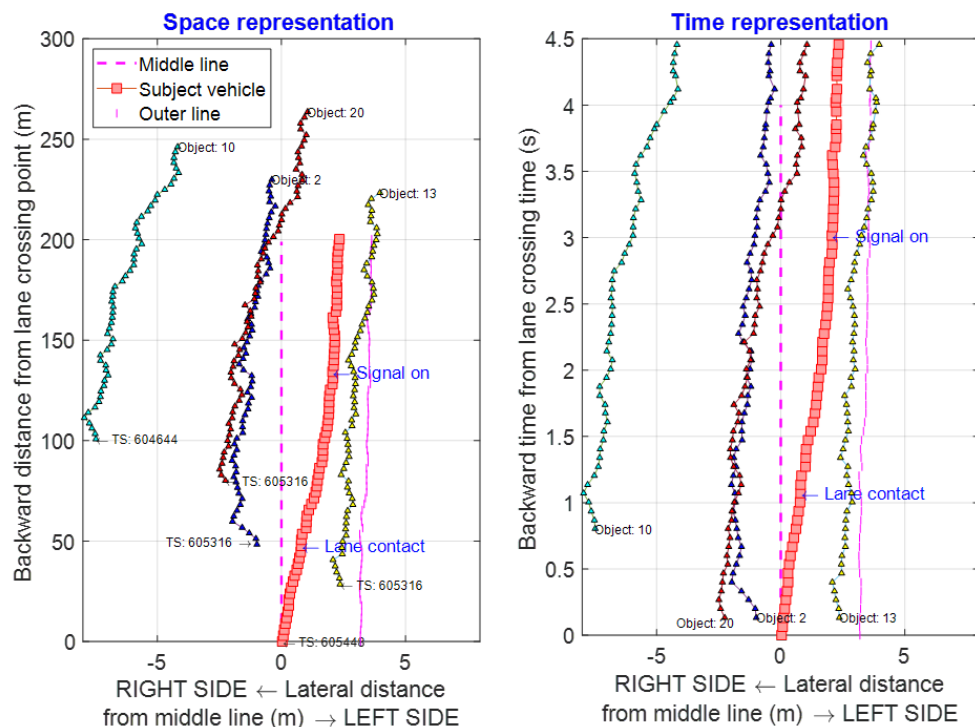 Space representation
Backward distance from lane crossing point (m)
300
250
200
150
100
50
0
Middle line
Subject vehicle
Outer line
Object: 20
Object: 10
Object: 2
Object: 13
Signal on
TS: 604644
TS: 605316
TS: 605316 →
Lane contact
TS: 605316
TS: 605448
-5
0
5
RIGHT SIDE ← Lateral distance
from middle line (m) → LEFT SIDE
Time representation
Backward time from lane crossing time (s)
4.5
4
3.5
3
2.5
2
1.5
1
0.5
0
Signal on
Lane contact
Object: 10
Object: 20
Object: 2
Object: 13
-5
0
5
RIGHT SIDE ← Lateral distance
from middle line (m) → LEFT SIDE